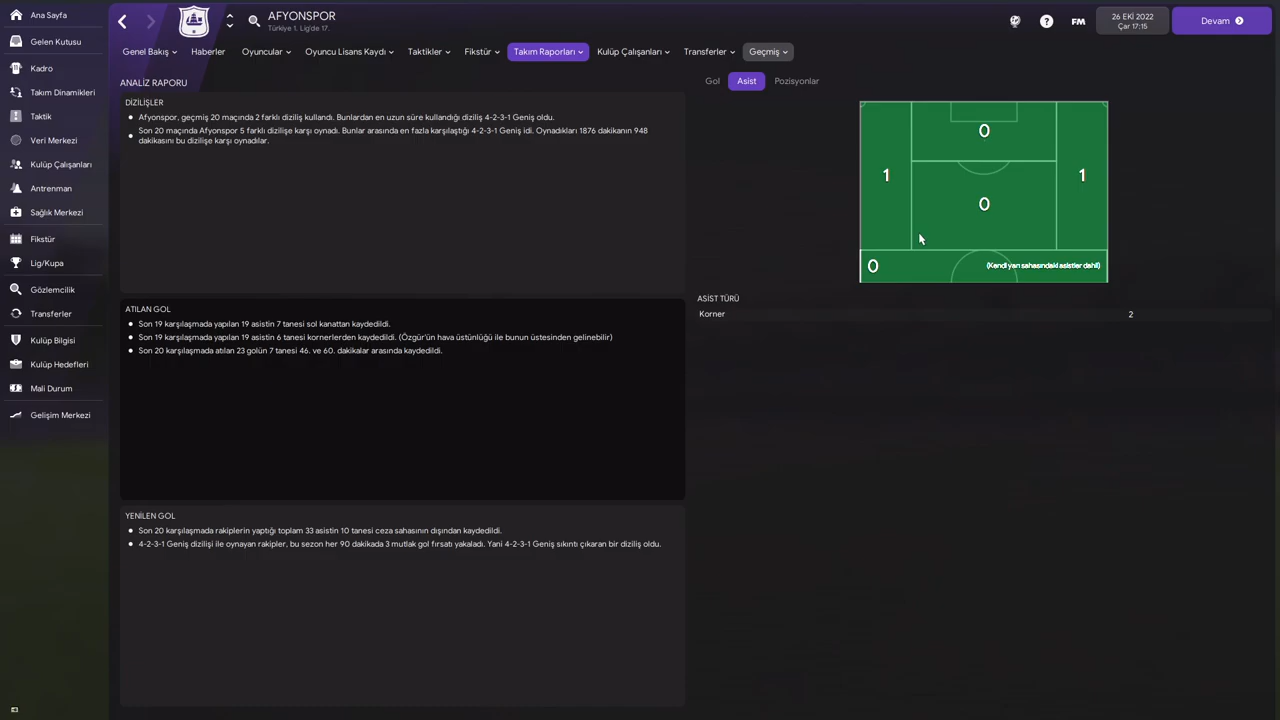 Ana Sayfa
Gelen Kutusu
Kadro
Takım Dinamikleri
Taktik
Veri Merkezi
Kulüp Çalışanları
Antrenman
Sağlık Merkezi
Fikstür
Lig/Kupa
Gözlemcilik
Transferler
Kulüp Bilgisi
Kulüp Hedefleri
Mali Durum
Gelişim Merkezi
AFYONSPOR
Türkiye 1. Lig'de 17.
? FM
26 EKİ 2022
Çar 17:15
Devam
Genel Bakış Haberler Oyuncular Oyuncu Lisans Kaydı Taktikler Fikstür Takım Raporları Kulüp Çalışanları Transferler Geçmiş
ANALİZ RAPORU
DİZİLİŞLER
Afyonspor, geçmiş 20 maçında 2 farklı diziliş kullandı. Bunlardan en uzun süre kullandığı diziliş 4-2-3-1 Geniş oldu.
Son 20 maçında Afyonspor 5 farklı dizilişe karşı oynadı. Bunlar arasında en fazla karşılaştığı 4-2-3-1 Geniş idi. Oynadıkları 1876 dakikanın 948
dakikasını bu dizilişe karşı oynadılar.
ATILAN GOL
Son 19 karşılaşmada yapılan 19 asistin 7 tanesi sol kanattan kaydedildi.
Son 19 karşılaşmada yapılan 19 asistin 6 tanesi kornerlerden kaydedildi. (Özgür'ün hava üstünlüğü ile bunun üstesinden gelinebilir)
Son 20 karşılaşmada atılan 23 golün 7 tanesi 46. ve 60. dakikalar arasında kaydedildi.
YENİLEN GOL
Son 20 karşılaşmada rakiplerin yaptığı toplam 33 asistin 10 tanesi ceza sahasının dışından kaydedildi.
4-2-3-1 Geniş dizilişi ile oynayan rakipler, bu sezon her 90 dakikada 3 mutlak gol fırsatı yakaladı. Yani 4-2-3-1 Geniş sıkıntı çıkaran bir diziliş oldu.
Gol Asist Pozisyonlar
0
1 1
0
0 (Kendi yarı sahasındaki asistler dahil)
ASİST TÜRÜ
Korner 2